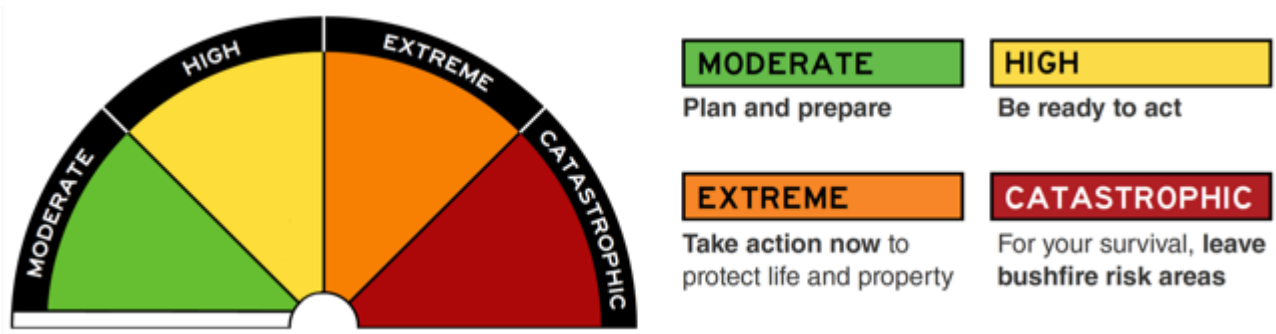 MODERATE
HIGH
EXTREME
CATASTROPHIC
MODERATE
Plan and prepare
HIGH
Be ready to act
EXTREME
Take action now to
protect life and property
CATASTROPHIC
For your survival, leave
bushfire risk areas